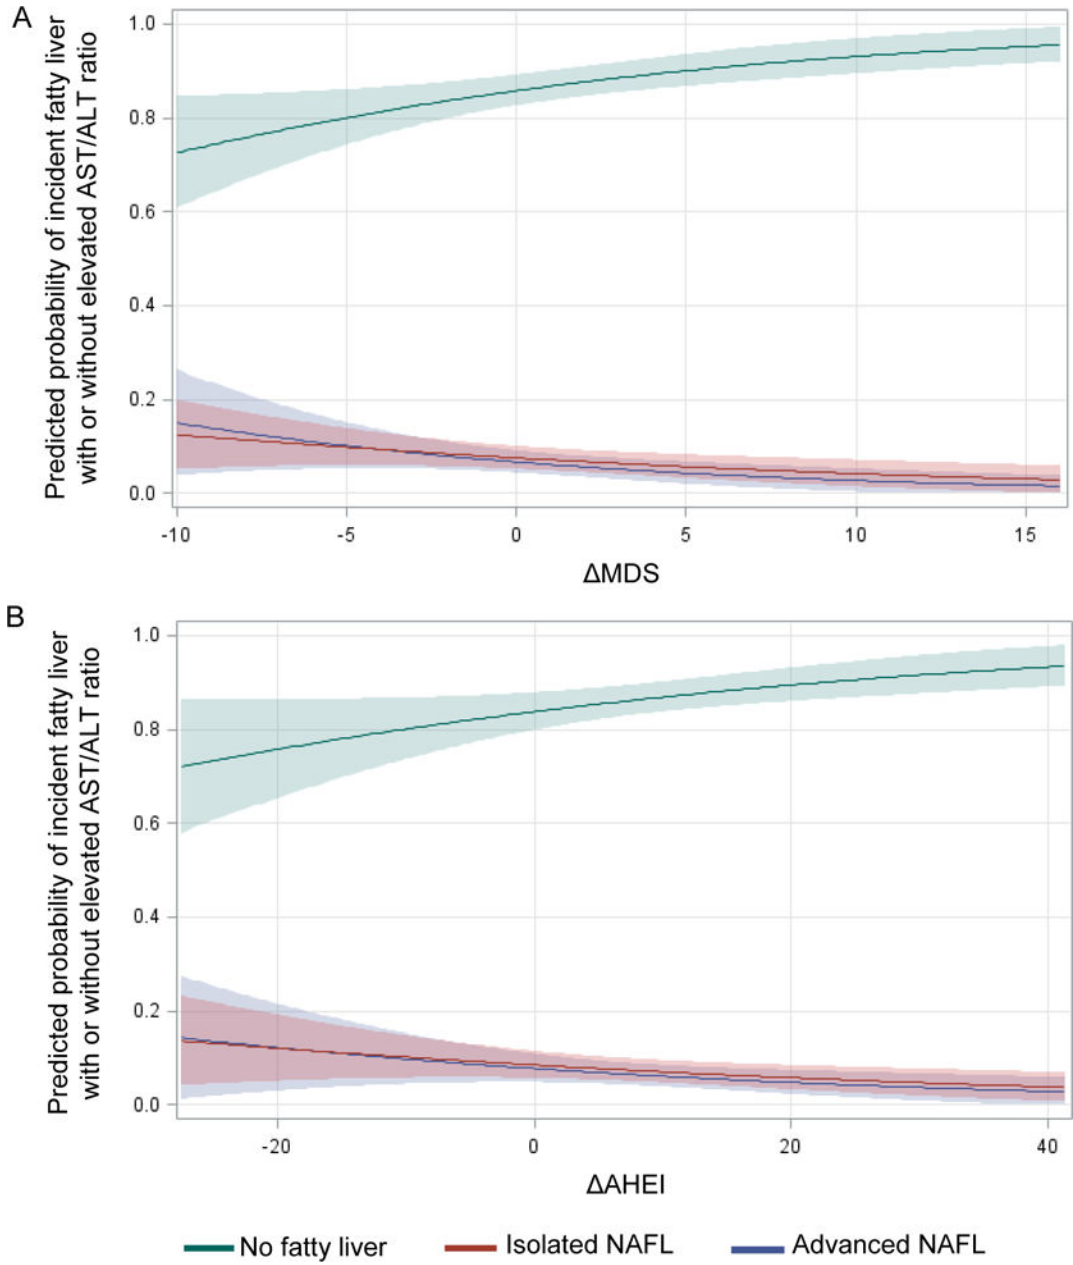 A
Predicted probability of incident fatty liver
with or without elevated AST/ALT ratio
1.0
0.8
0.6
0.4
0.2
0.0
-10
-5
0
5
10
15
ΔMDS
B
Predicted probability of incident fatty liver
with or without elevated AST/ALT ratio
1.0
0.8
0.6
0.4
0.2
0.0
-20
0
20
40
ΔAHEI
No fatty liver
Isolated NAFL
Advanced NAFL